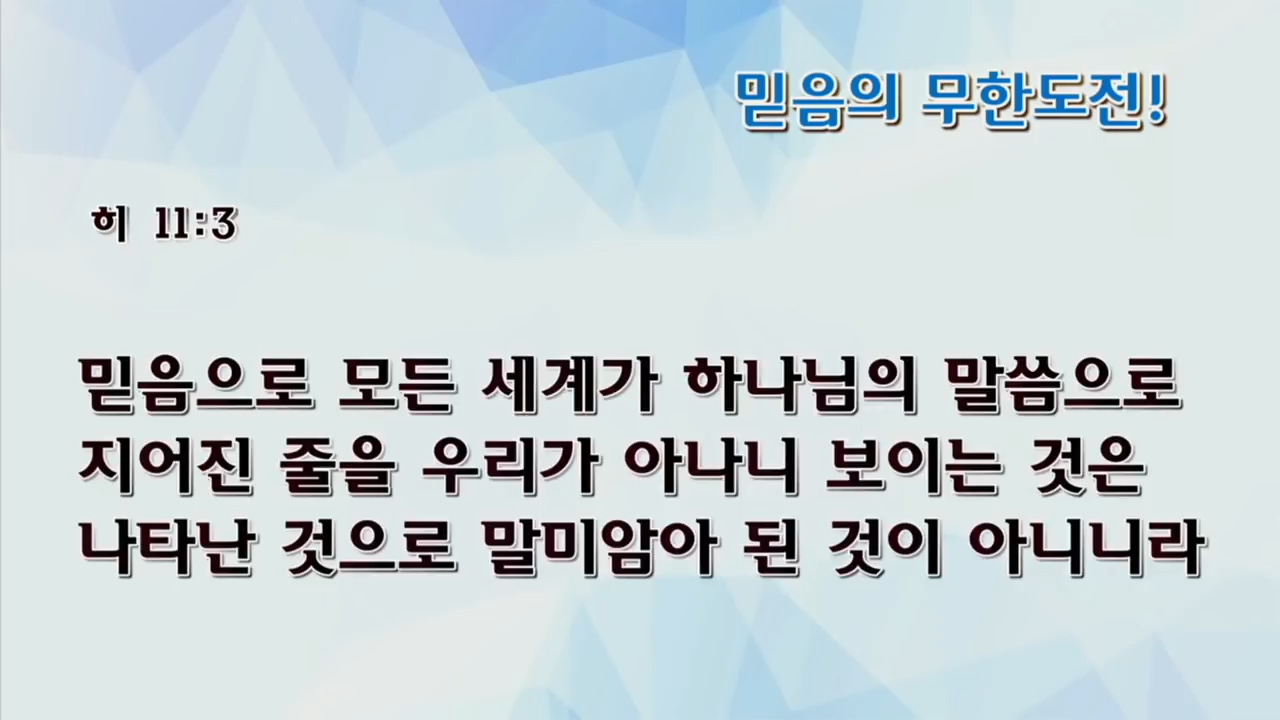 믿음의 무한도전!
히 11:3
믿음으로 모든 세계가 하나님의 말씀으로
지어진 줄을 우리가 아나니 보이는 것은
나타난 것으로 말미암아 된 것이 아니니라